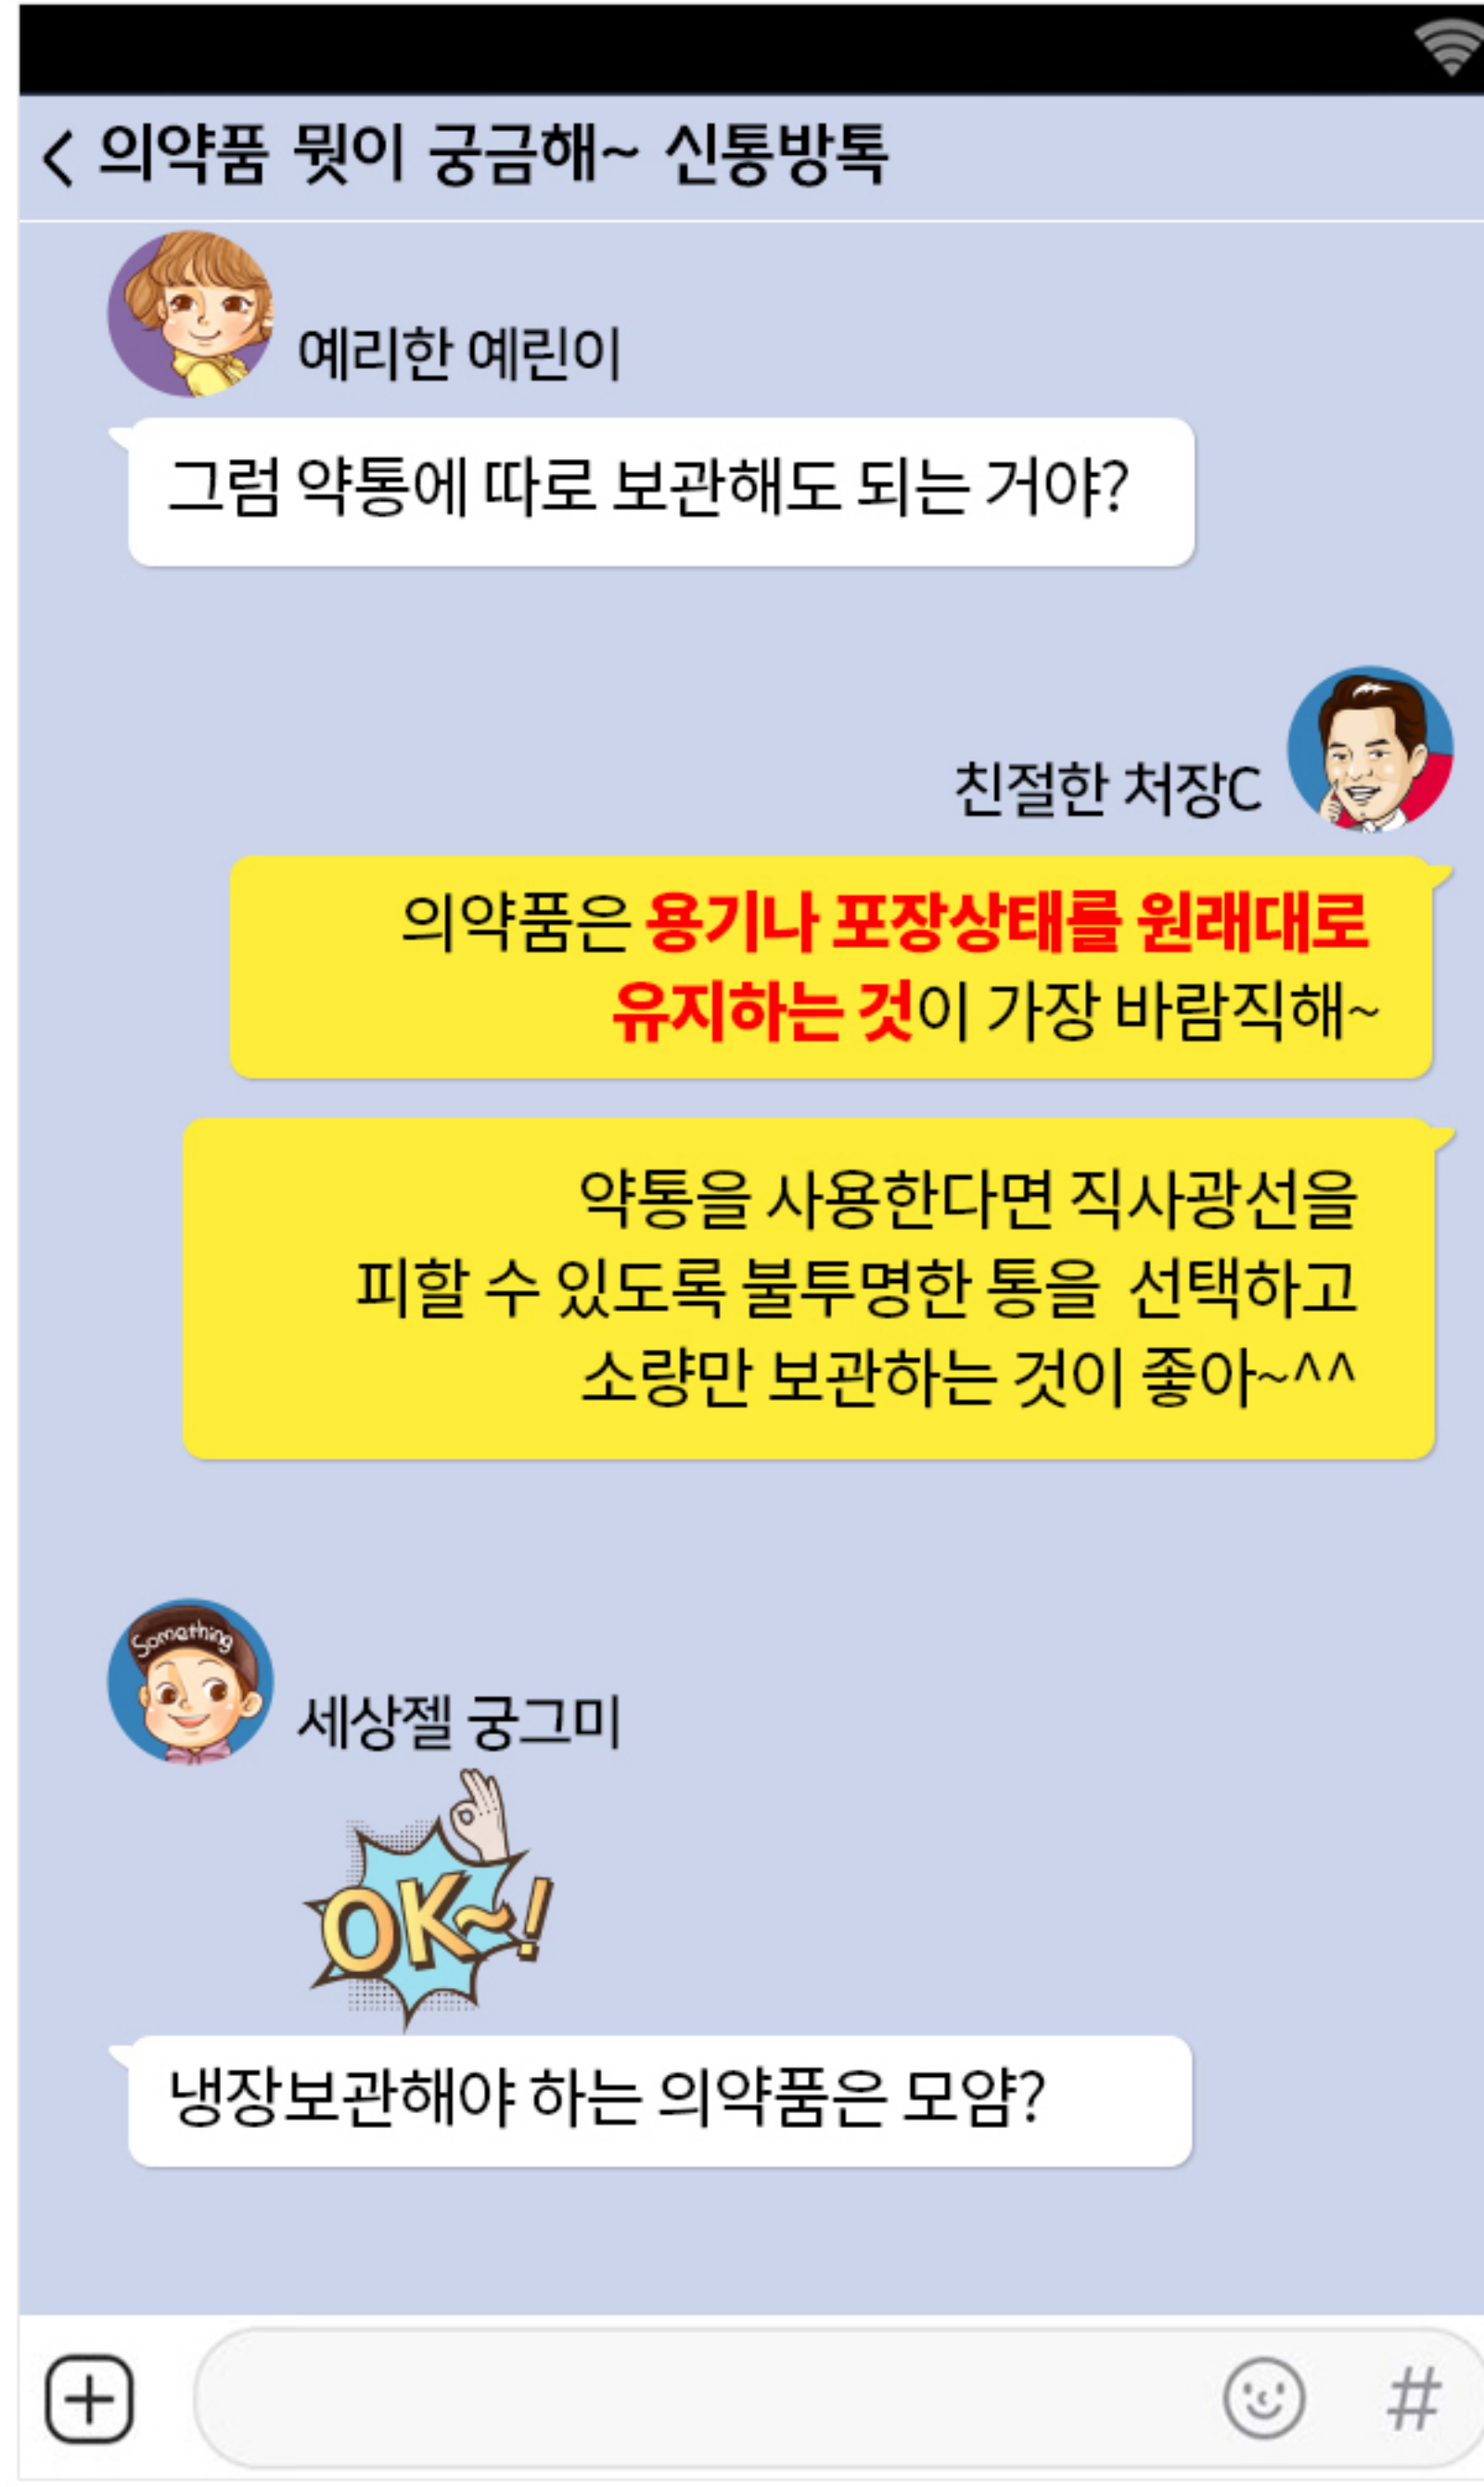 < 의약품 뭣이 궁금해~ 신통방톡
예리한 예린이
그럼 약통에 따로 보관해도 되는 거야?
친절한 처장C
의약품은 용기나 포장상태를 원래대로
유지하는 것이 가장 바람직해~
약통을 사용한다면 직사광선을
피할 수 있도록 불투명한 통을 선택하고
소량만 보관하는 것이 좋아~^^
Something
세상젤 궁그미
OK~!
냉장보관해야 하는 의약품은 모얌?
#